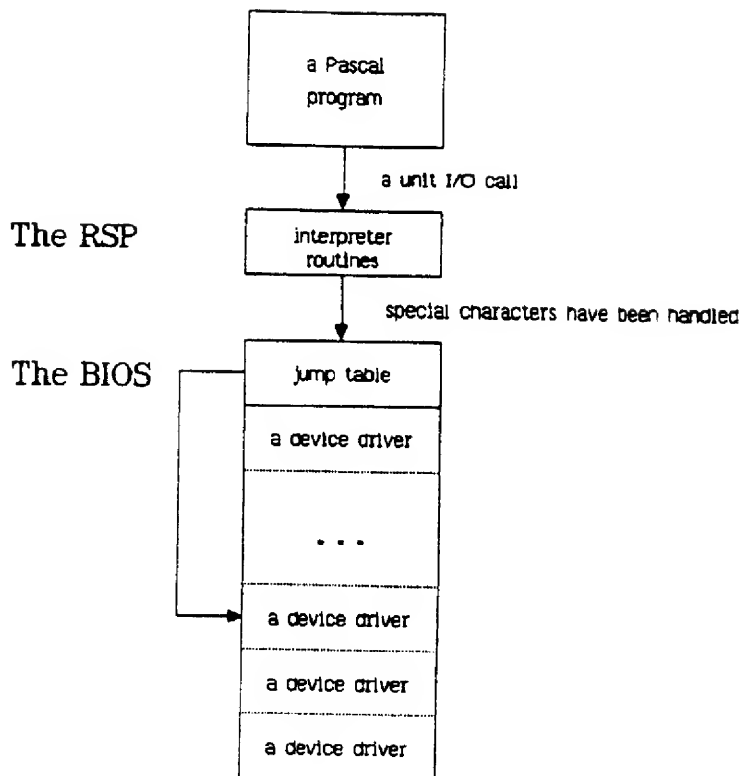 a Pascal
program
a unit I/O call
The RSP
interpreter
routines
special characters have been handled
The BIOS
jump table
a device driver
. . .
a device driver
a device driver
a device driver